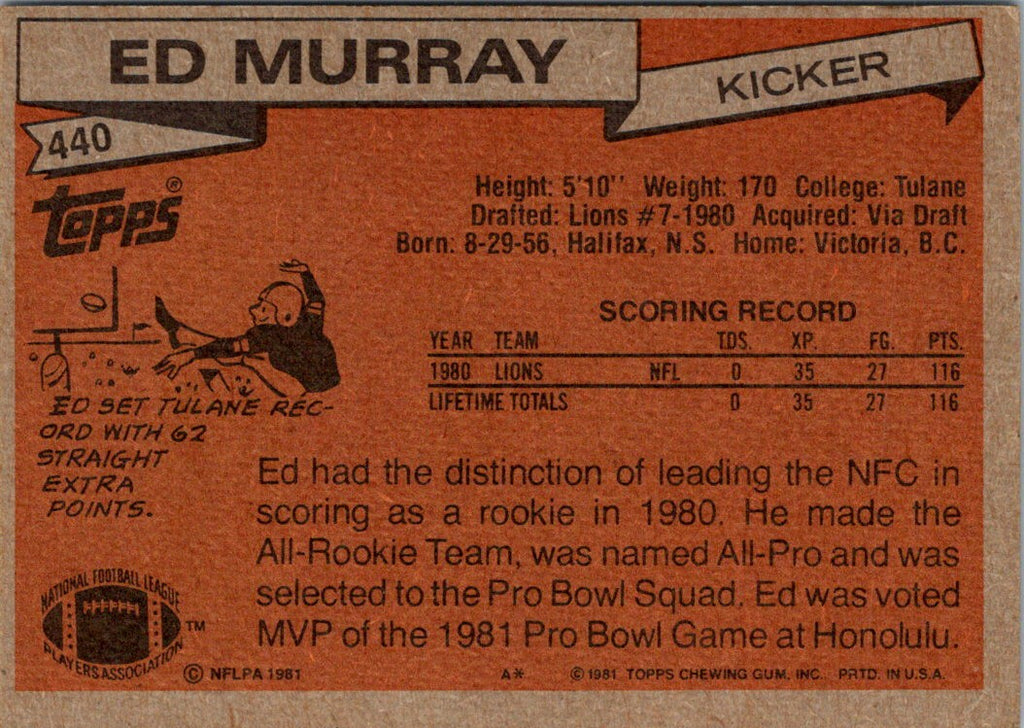 ED MURRAY
KICKER
440
TOPPS®
Height: 5'10'' Weight: 170 College: Tulane
Drafted: Lions #7-1980 Acquired: Via Draft
Born: 8-29-56, Halifax, N.S. Home: Victoria, B.C.
SCORING RECORD
YEAR TEAM TDS. XP. FG. PTS.
1980 LIONS NFL 0 35 27 116
LIFETIME TOTALS 0 35 27 116
ED SET TULANE REC-
ORD WITH 62
STRAIGHT
EXTRA
POINTS.
Ed had the distinction of leading the NFC in
scoring as a rookie in 1980. He made the
All-Rookie Team, was named All-Pro and was
selected to the Pro Bowl Squad. Ed was voted
MVP of the 1981 Pro Bowl Game at Honolulu.
NATIONAL FOOTBALL LEAGUE
PLAYERS ASSOCIATION
TM
© NFLPA 1981 A* © 1981 TOPPS CHEWING GUM, INC. PRTD. IN U.S.A.